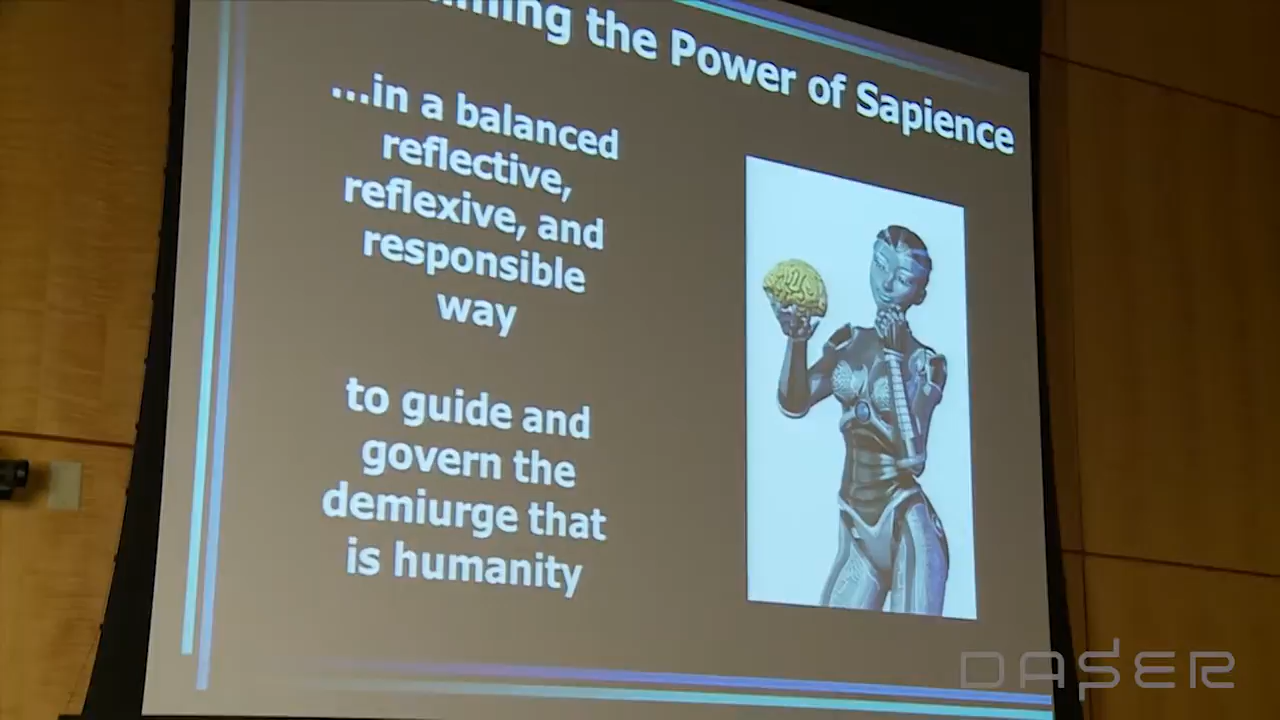 the Power of Sapience
...in a balanced
reflective,
reflexive, and
responsible
way
to guide and
govern the
demiurge that
is humanity
DASER